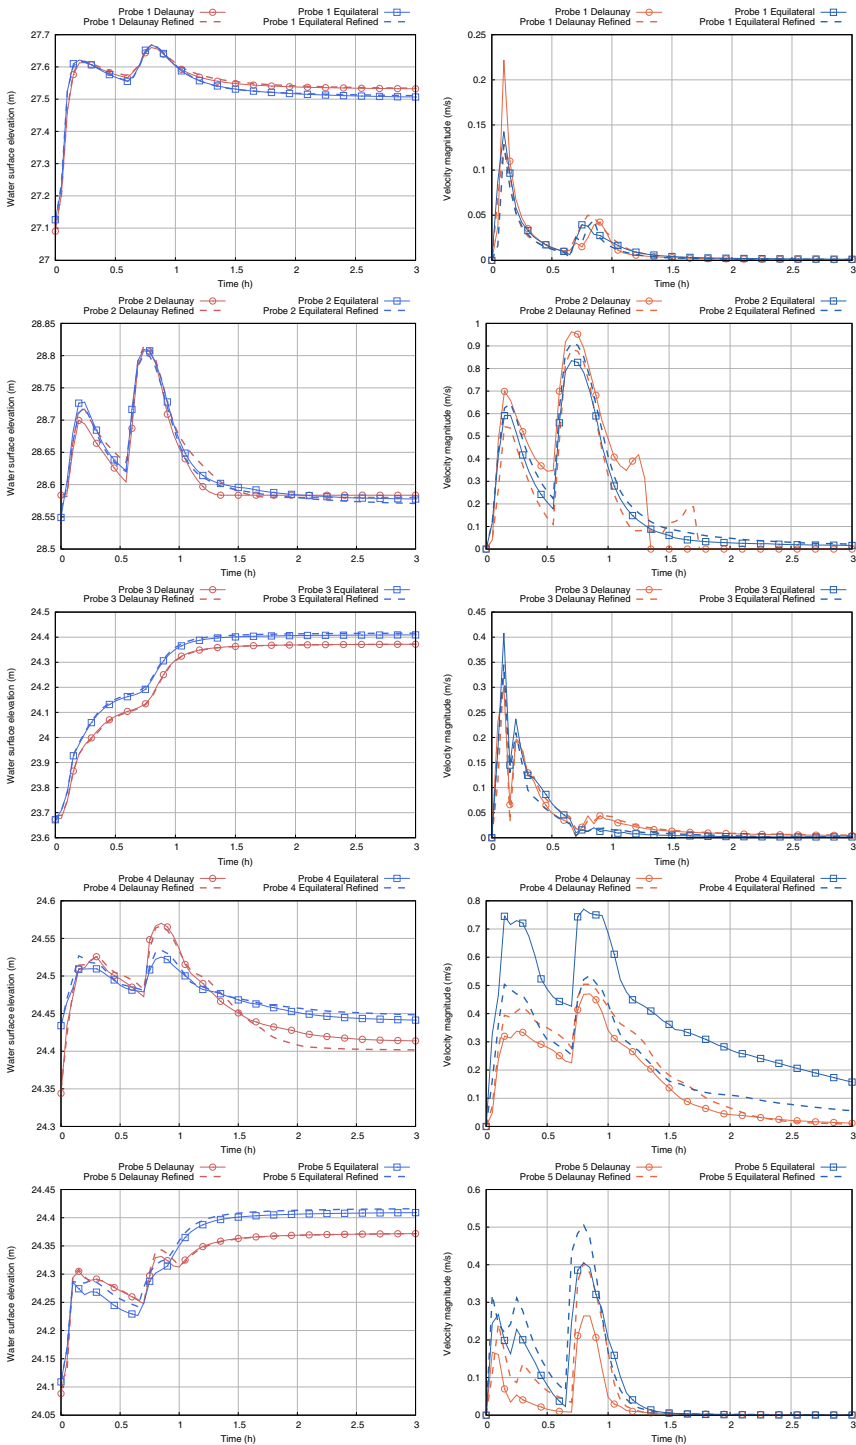 Probe 1 Delaunay Probe 1 Equilateral
Probe 1 Delaunay Refined Probe 1 Equilateral Refined
27.7
27.6
27.5
27.4
27.3
27.2
27.1
27
Water surface elevation (m)
0 0.5 1 1.5 2 2.5 3
Time (h)
Probe 1 Delaunay Probe 1 Equilateral
Probe 1 Delaunay Refined Probe 1 Equilateral Refined
0.25
0.2
0.15
0.1
0.05
0
Velocity magnitude (m/s)
0 0.5 1 1.5 2 2.5 3
Time (h)
Probe 2 Delaunay Probe 2 Equilateral
Probe 2 Delaunay Refined Probe 2 Equilateral Refined
28.85
28.8
28.75
28.7
28.65
28.6
28.55
28.5
Water surface elevation (m)
0 0.5 1 1.5 2 2.5 3
Time (h)
Probe 2 Delaunay Probe 2 Equilateral
Probe 2 Delaunay Refined Probe 2 Equilateral Refined
1
0.9
0.8
0.7
0.6
0.5
0.4
0.3
0.2
0.1
0
Velocity magnitude (m/s)
0 0.5 1 1.5 2 2.5 3
Time (h)
Probe 3 Delaunay Probe 3 Equilateral
Probe 3 Delaunay Refined Probe 3 Equilateral Refined
24.5
24.4
24.3
24.2
24.1
24
23.9
23.8
23.7
23.6
Water surface elevation (m)
0 0.5 1 1.5 2 2.5 3
Time (h)
Probe 3 Delaunay Probe 3 Equilateral
Probe 3 Delaunay Refined Probe 3 Equilateral Refined
0.45
0.4
0.35
0.3
0.25
0.2
0.15
0.1
0.05
0
Velocity magnitude (m/s)
0 0.5 1 1.5 2 2.5 3
Time (h)
Probe 4 Delaunay Probe 4 Equilateral
Probe 4 Delaunay Refined Probe 4 Equilateral Refined
24.6
24.55
24.5
24.45
24.4
24.35
24.3
Water surface elevation (m)
0 0.5 1 1.5 2 2.5 3
Time (h)
Probe 4 Delaunay Probe 4 Equilateral
Probe 4 Delaunay Refined Probe 4 Equilateral Refined
0.8
0.7
0.6
0.5
0.4
0.3
0.2
0.1
0
Velocity magnitude (m/s)
0 0.5 1 1.5 2 2.5 3
Time (h)
Probe 5 Delaunay Probe 5 Equilateral
Probe 5 Delaunay Refined Probe 5 Equilateral Refined
24.45
24.4
24.35
24.3
24.25
24.2
24.15
24.1
24.05
Water surface elevation (m)
0 0.5 1 1.5 2 2.5 3
Time (h)
Probe 5 Delaunay Probe 5 Equilateral
Probe 5 Delaunay Refined Probe 5 Equilateral Refined
0.6
0.5
0.4
0.3
0.2
0.1
0
Velocity magnitude (m/s)
0 0.5 1 1.5 2 2.5 3
Time (h)